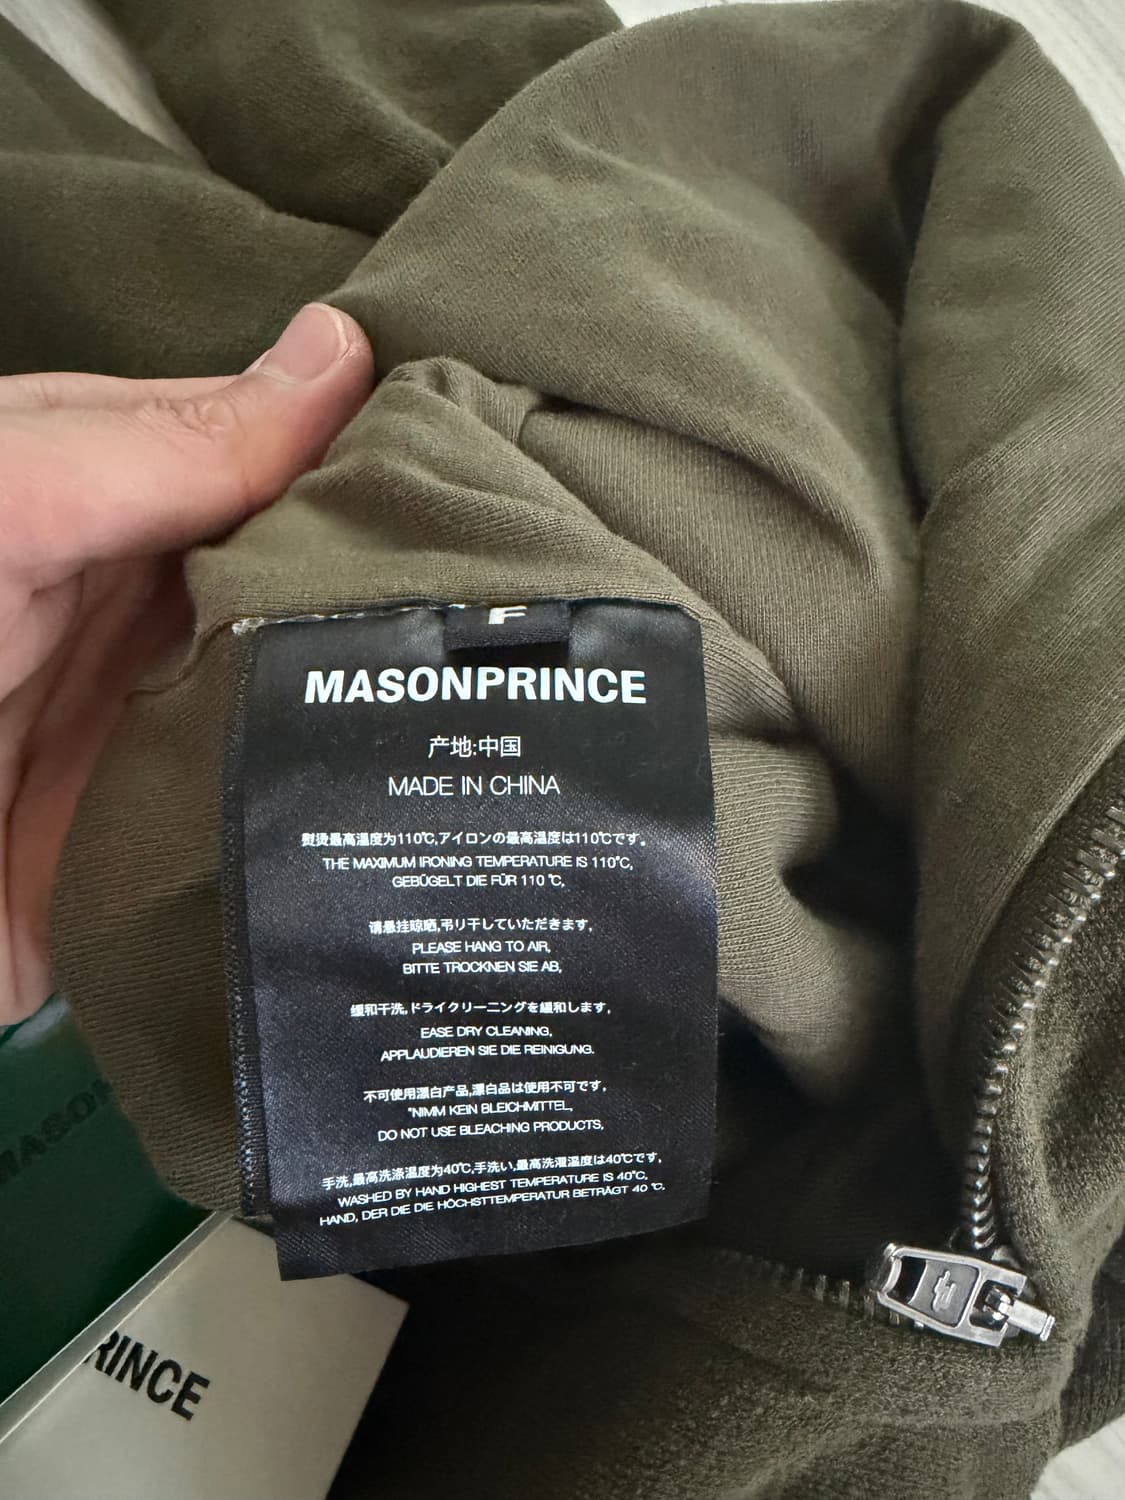 F
MASONPRINCE
产地:中国
MADE IN CHINA
熨烫最高温度为110℃,アイロンの最高温度は110℃です。
THE MAXIMUM IRONING TEMPERATURE IS 110℃,
GEBÜGELT DIE FÜR 110 ℃,
请悬挂晾晒,吊り干していただきます,
PLEASE HANG TO AIR,
BITTE TROCKNEN SIE AB,
缓和干洗,ドライクリーニングを緩和します,
EASE DRY CLEANING,
APPLAUDIEREN SIE DIE REINIGUNG.
不可使用漂白产品,漂白品は使用不可です,
"NIMM KEIN BLEICHMITTEL,
DO NOT USE BLEACHING PRODUCTS,
手洗,最高洗涤温度为40℃,手洗い,最高洗濯温度は40℃です,
WASHED BY HAND HIGHEST TEMPERATURE IS 40℃,
HAND, DER DIE DIE HÖCHSTTEMPERATUR BETRÄGT 40 ℃.
MASON
RINCE